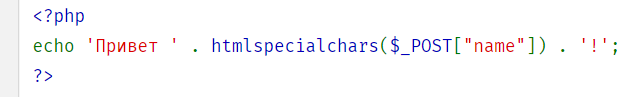 <?php
echo 'Привет ' . htmlspecialchars($_POST["name"]) . '!';
?>